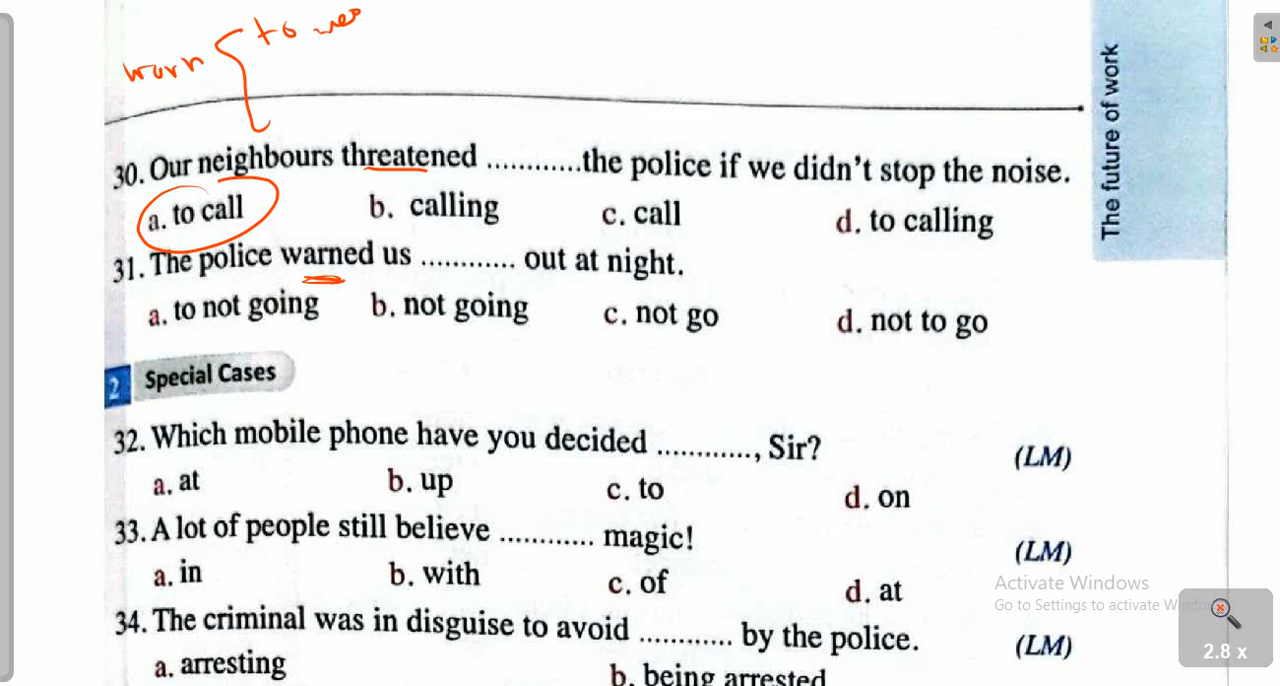 warn to
The future of work
30. Our neighbours threatened ............the police if we didn't stop the noise.
a. to call b. calling c. call d. to calling
31. The police warned us ............ out at night.
a. to not going b. not going c. not go d. not to go
2 Special Cases
32. Which mobile phone have you decided ............, Sir? (LM)
a. at b. up c. to d. on
33. A lot of people still believe ............ magic! (LM)
a. in b. with c. of d. at
34. The criminal was in disguise to avoid ............ by the police. (LM)
a. arresting b. being arrested
Activate Windows
Go to Settings to activate Windows.
2.8 x